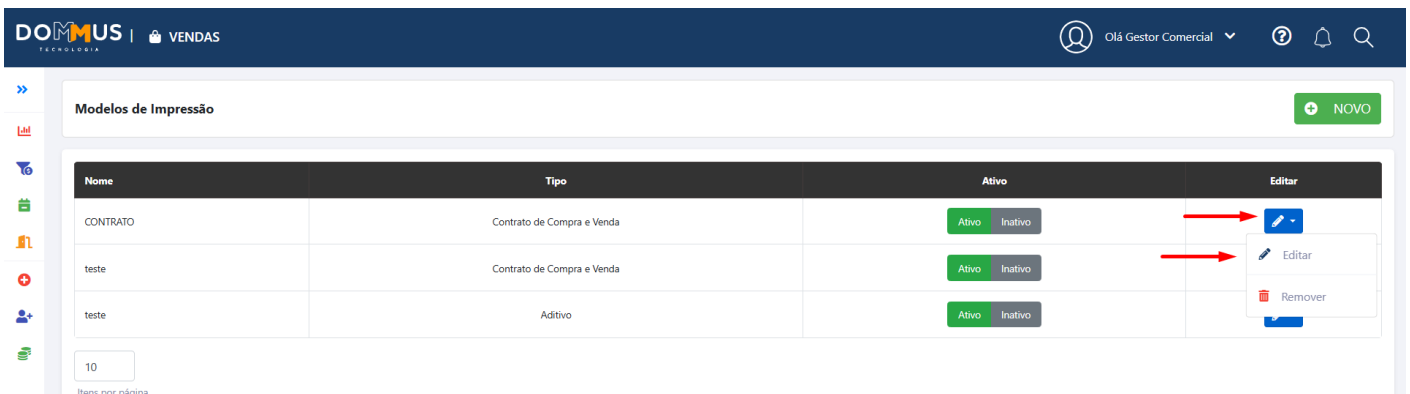 DOMMUS | VENDAS Olá Gestor Comercial
TECNOLOGIA
Modelos de Impressão NOVO
Nome Tipo Ativo Editar
CONTRATO Contrato de Compra e Venda Ativo Inativo
Editar
teste Contrato de Compra e Venda Ativo Inativo
Remover
teste Aditivo Ativo Inativo
10
Itens por página